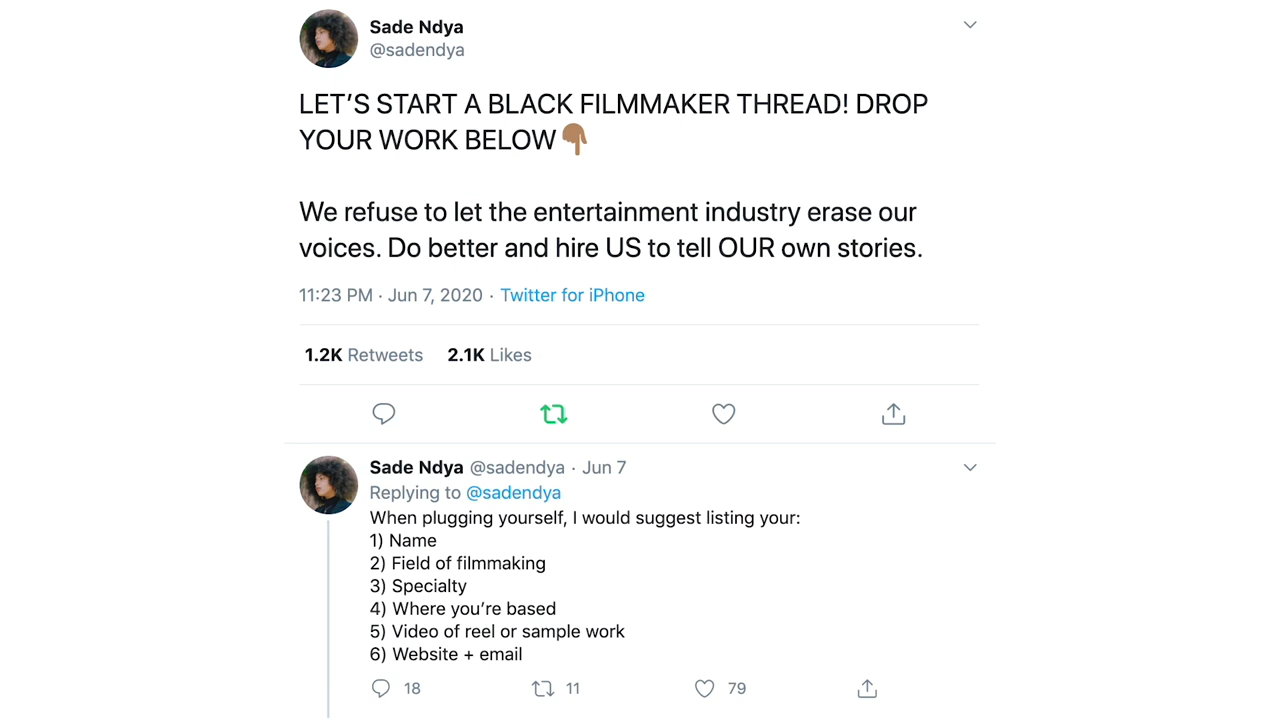 Sade Ndya
@sadendya
LET’S START A BLACK FILMMAKER THREAD! DROP
YOUR WORK BELOW👇🏽
We refuse to let the entertainment industry erase our
voices. Do better and hire US to tell OUR own stories.
11:23 PM · Jun 7, 2020 · Twitter for iPhone
1.2K Retweets 2.1K Likes
Sade Ndya @sadendya · Jun 7
Replying to @sadendya
When plugging yourself, I would suggest listing your:
1) Name
2) Field of filmmaking
3) Specialty
4) Where you’re based
5) Video of reel or sample work
6) Website + email
18 11 79